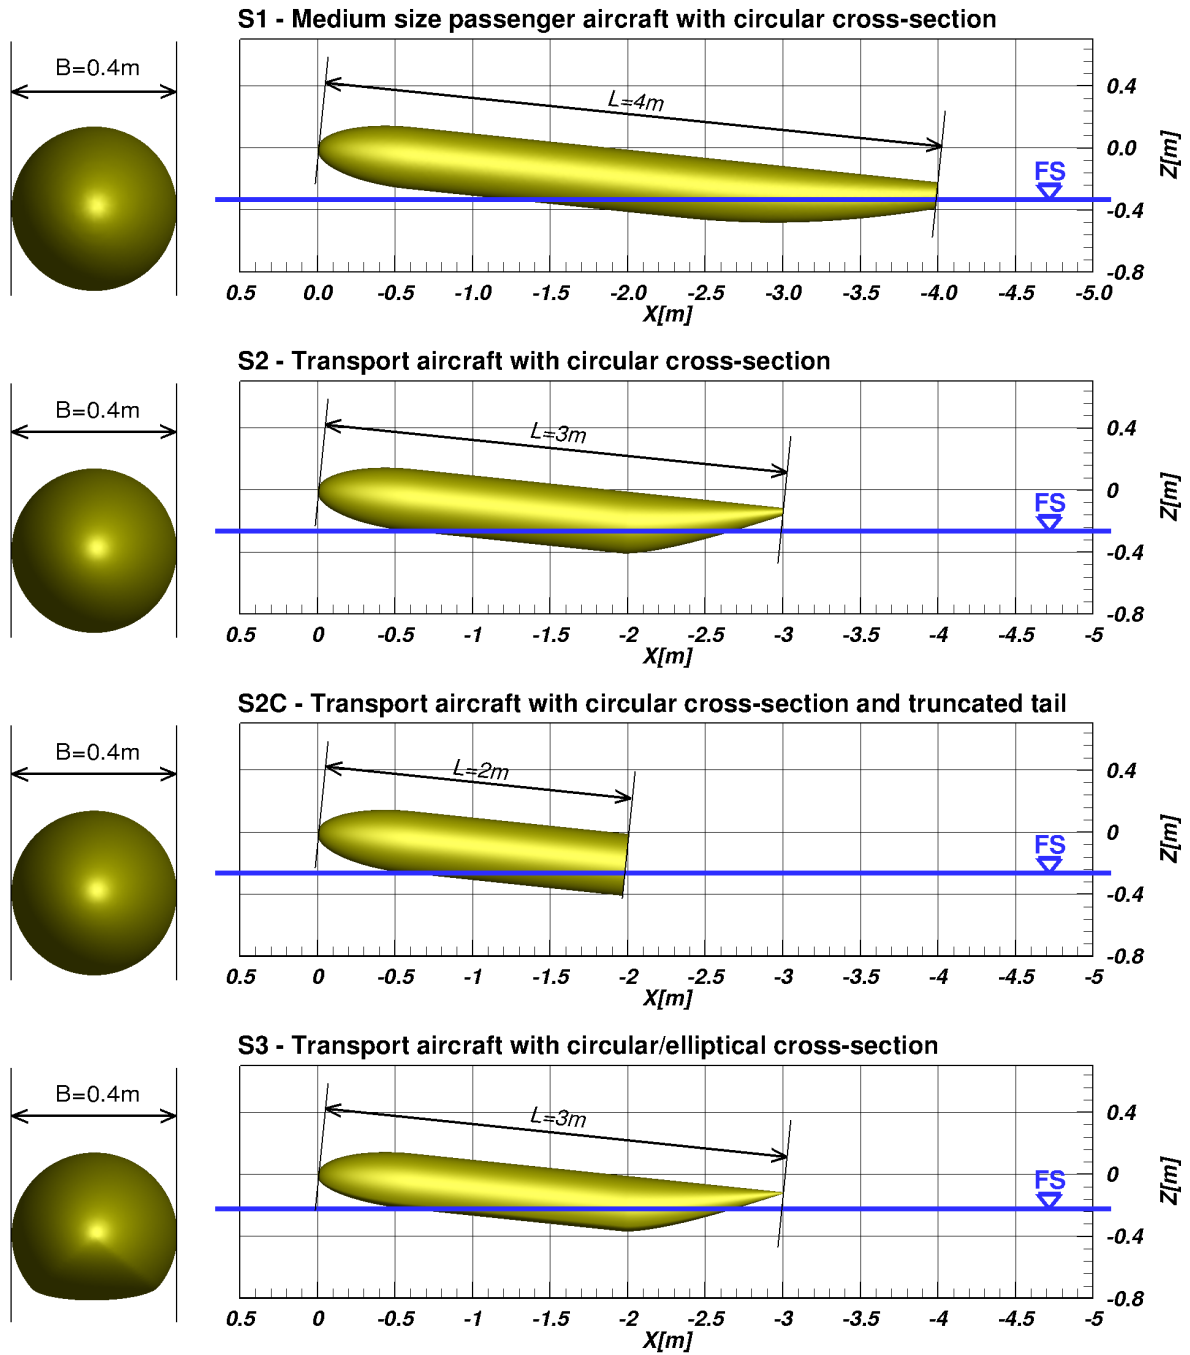 S1 - Medium size passenger aircraft with circular cross-section
B=0.4m
L=4m
FS
0.4
0.0
-0.4
-0.8
Z[m]
0.5 0.0 -0.5 -1.0 -1.5 -2.0 -2.5 -3.0 -3.5 -4.0 -4.5 -5.0
X[m]
S2 - Transport aircraft with circular cross-section
B=0.4m
L=3m
FS
0.4
0
-0.4
-0.8
Z[m]
0.5 0 -0.5 -1 -1.5 -2 -2.5 -3 -3.5 -4 -4.5 -5
X[m]
S2C - Transport aircraft with circular cross-section and truncated tail
B=0.4m
L=2m
FS
0.4
0
-0.4
-0.8
Z[m]
0.5 0 -0.5 -1 -1.5 -2 -2.5 -3 -3.5 -4 -4.5 -5
X[m]
S3 - Transport aircraft with circular/elliptical cross-section
B=0.4m
L=3m
FS
0.4
0
-0.4
-0.8
Z[m]
0.5 0 -0.5 -1 -1.5 -2 -2.5 -3 -3.5 -4 -4.5 -5
X[m]